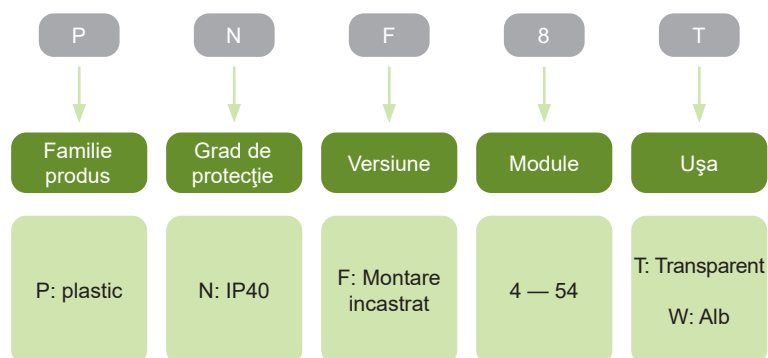 P N F 8 T
Familie produs
Grad de protecţie
Versiune
Module
Uşa
P: plastic
N: IP40
F: Montare incastrat
4 — 54
T: Transparent
W: Alb